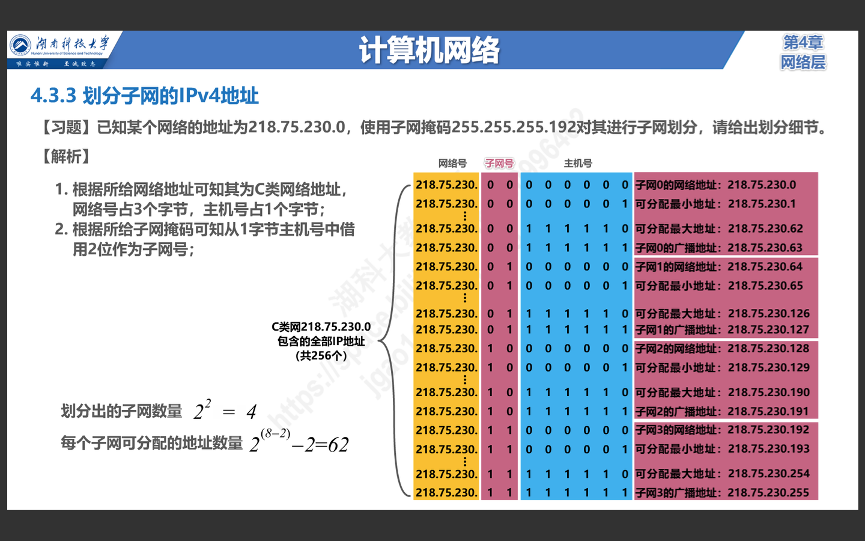 湖南科技大学
Hunan University of Science and Technology
唯实惟新 至诚致志
计算机网络
第4章
网络层
4.3.3 划分子网的IPv4地址
【习题】已知某个网络的地址为218.75.230.0，使用子网掩码255.255.255.192对其进行子网划分，请给出划分细节。
【解析】
1. 根据所给网络地址可知其为C类网络地址，
网络号占3个字节，主机号占1个字节；
2. 根据所给子网掩码可知从1字节主机号中借
用2位作为子网号；
网络号 子网号 主机号
218.75.230. 0 0 0 0 0 0 0 0 子网0的网络地址：218.75.230.0
218.75.230. 0 0 0 0 0 0 0 1 可分配最小地址：218.75.230.1
⋮
218.75.230. 0 0 1 1 1 1 1 0 可分配最大地址：218.75.230.62
218.75.230. 0 0 1 1 1 1 1 1 子网0的广播地址：218.75.230.63
218.75.230. 0 1 0 0 0 0 0 0 子网1的网络地址：218.75.230.64
218.75.230. 0 1 0 0 0 0 0 1 可分配最小地址：218.75.230.65
⋮
218.75.230. 0 1 1 1 1 1 1 0 可分配最大地址：218.75.230.126
218.75.230. 0 1 1 1 1 1 1 1 子网1的广播地址：218.75.230.127
218.75.230. 1 0 0 0 0 0 0 0 子网2的网络地址：218.75.230.128
218.75.230. 1 0 0 0 0 0 0 1 可分配最小地址：218.75.230.129
⋮
218.75.230. 1 0 1 1 1 1 1 0 可分配最大地址：218.75.230.190
218.75.230. 1 0 1 1 1 1 1 1 子网2的广播地址：218.75.230.191
218.75.230. 1 1 0 0 0 0 0 0 子网3的网络地址：218.75.230.192
218.75.230. 1 1 0 0 0 0 0 1 可分配最小地址：218.75.230.193
⋮
218.75.230. 1 1 1 1 1 1 1 0 可分配最大地址：218.75.230.254
218.75.230. 1 1 1 1 1 1 1 1 子网3的广播地址：218.75.230.255
C类网218.75.230.0
包含的全部IP地址
（共256个）
划分出的子网数量 2^2 = 4
每个子网可分配的地址数量 2^(8−2)−2=62